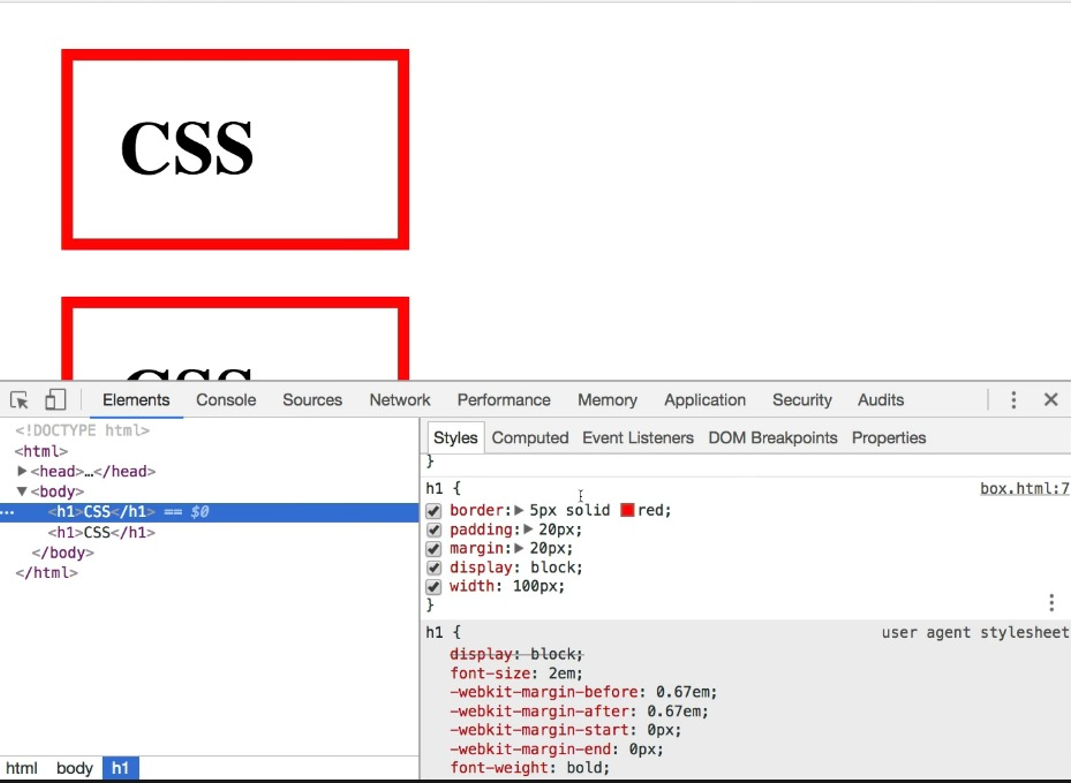 CSS
CSS
Elements Console Sources Network Performance Memory Application Security Audits
<!DOCTYPE html>
<html>
▶<head>…</head>
▼<body>
··· <h1>CSS</h1> == $0
<h1>CSS</h1>
</body>
</html>
html body h1
Styles Computed Event Listeners DOM Breakpoints Properties
}
h1 { box.html:7
border:▶ 5px solid red;
padding:▶ 20px;
margin:▶ 20px;
display: block;
width: 100px;
}
h1 { user agent stylesheet
display: block;
font-size: 2em;
-webkit-margin-before: 0.67em;
-webkit-margin-after: 0.67em;
-webkit-margin-start: 0px;
-webkit-margin-end: 0px;
font-weight: bold;